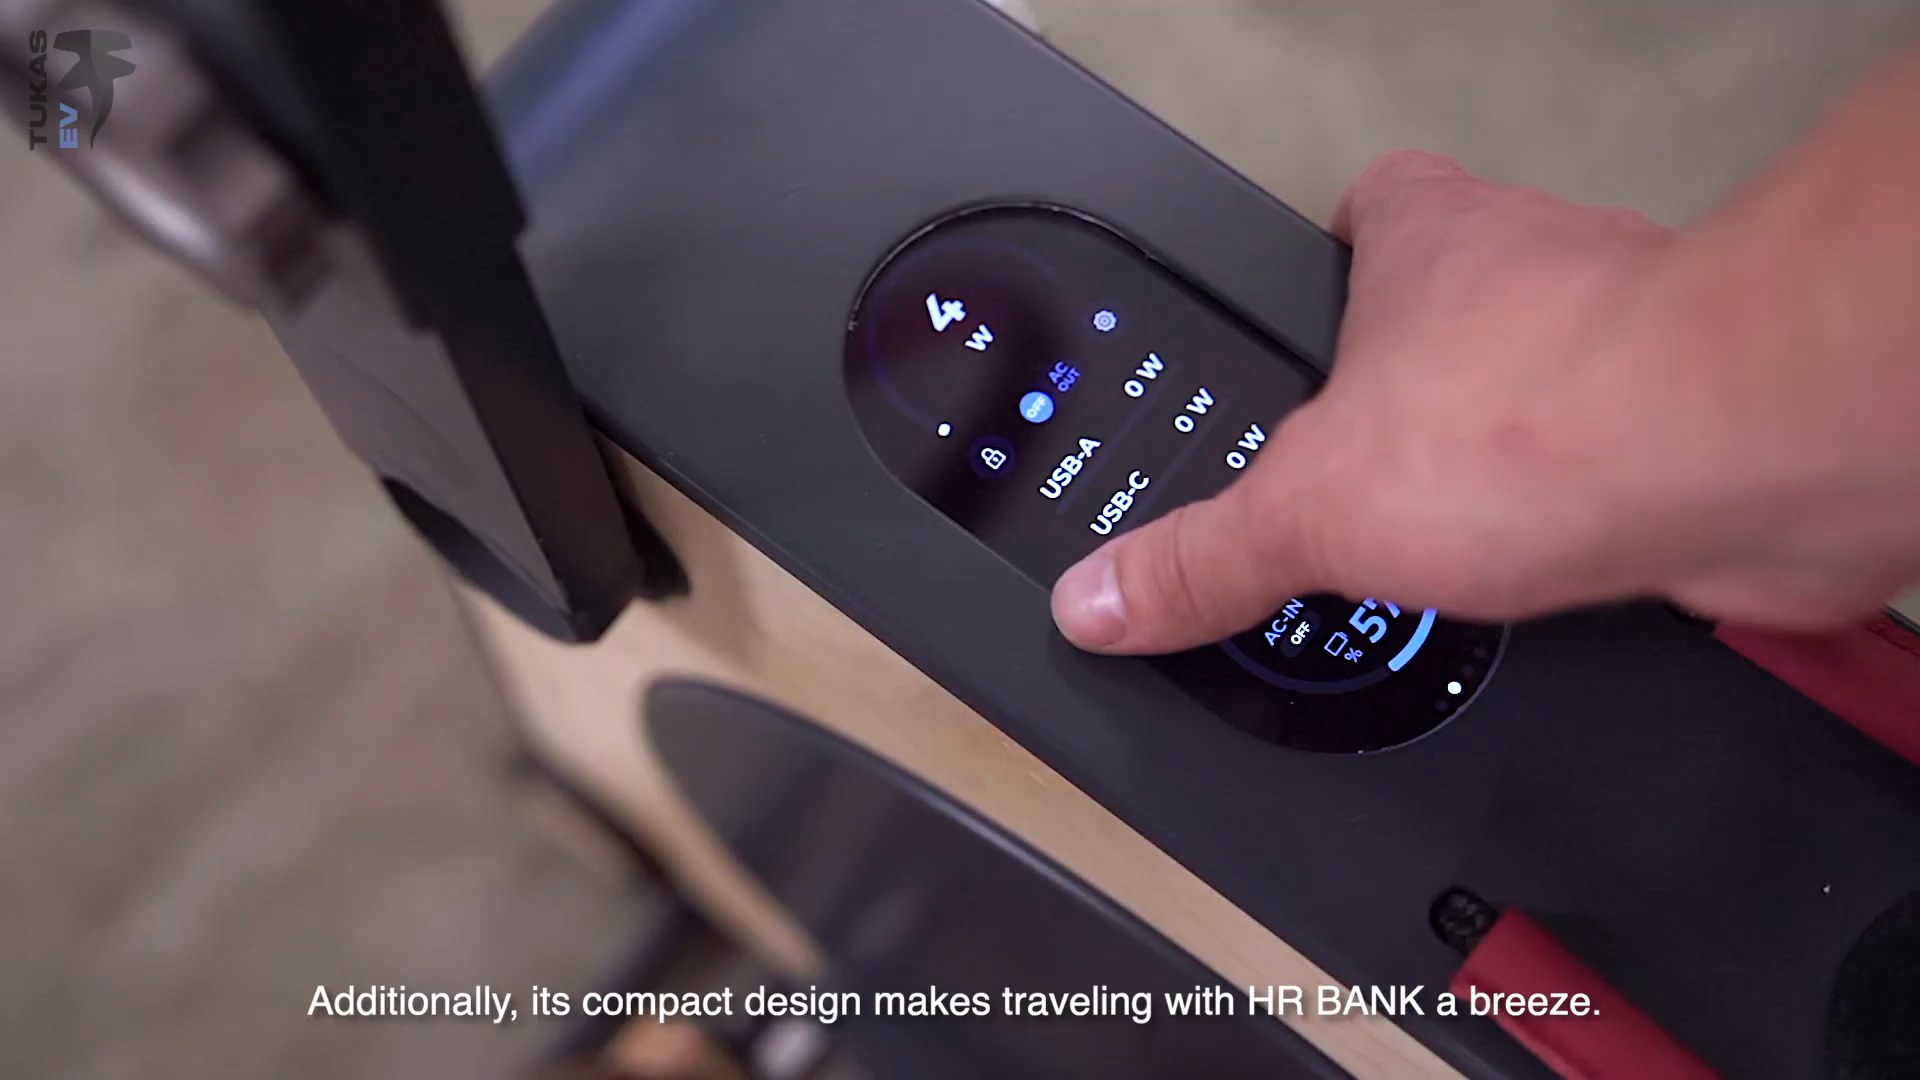 TUKAS
EV
4
W
AC
OUT
OFF
USB-A 0 W
USB-C 0 W
0 W
AC-IN
OFF
57
%
Additionally, its compact design makes traveling with HR BANK a breeze.